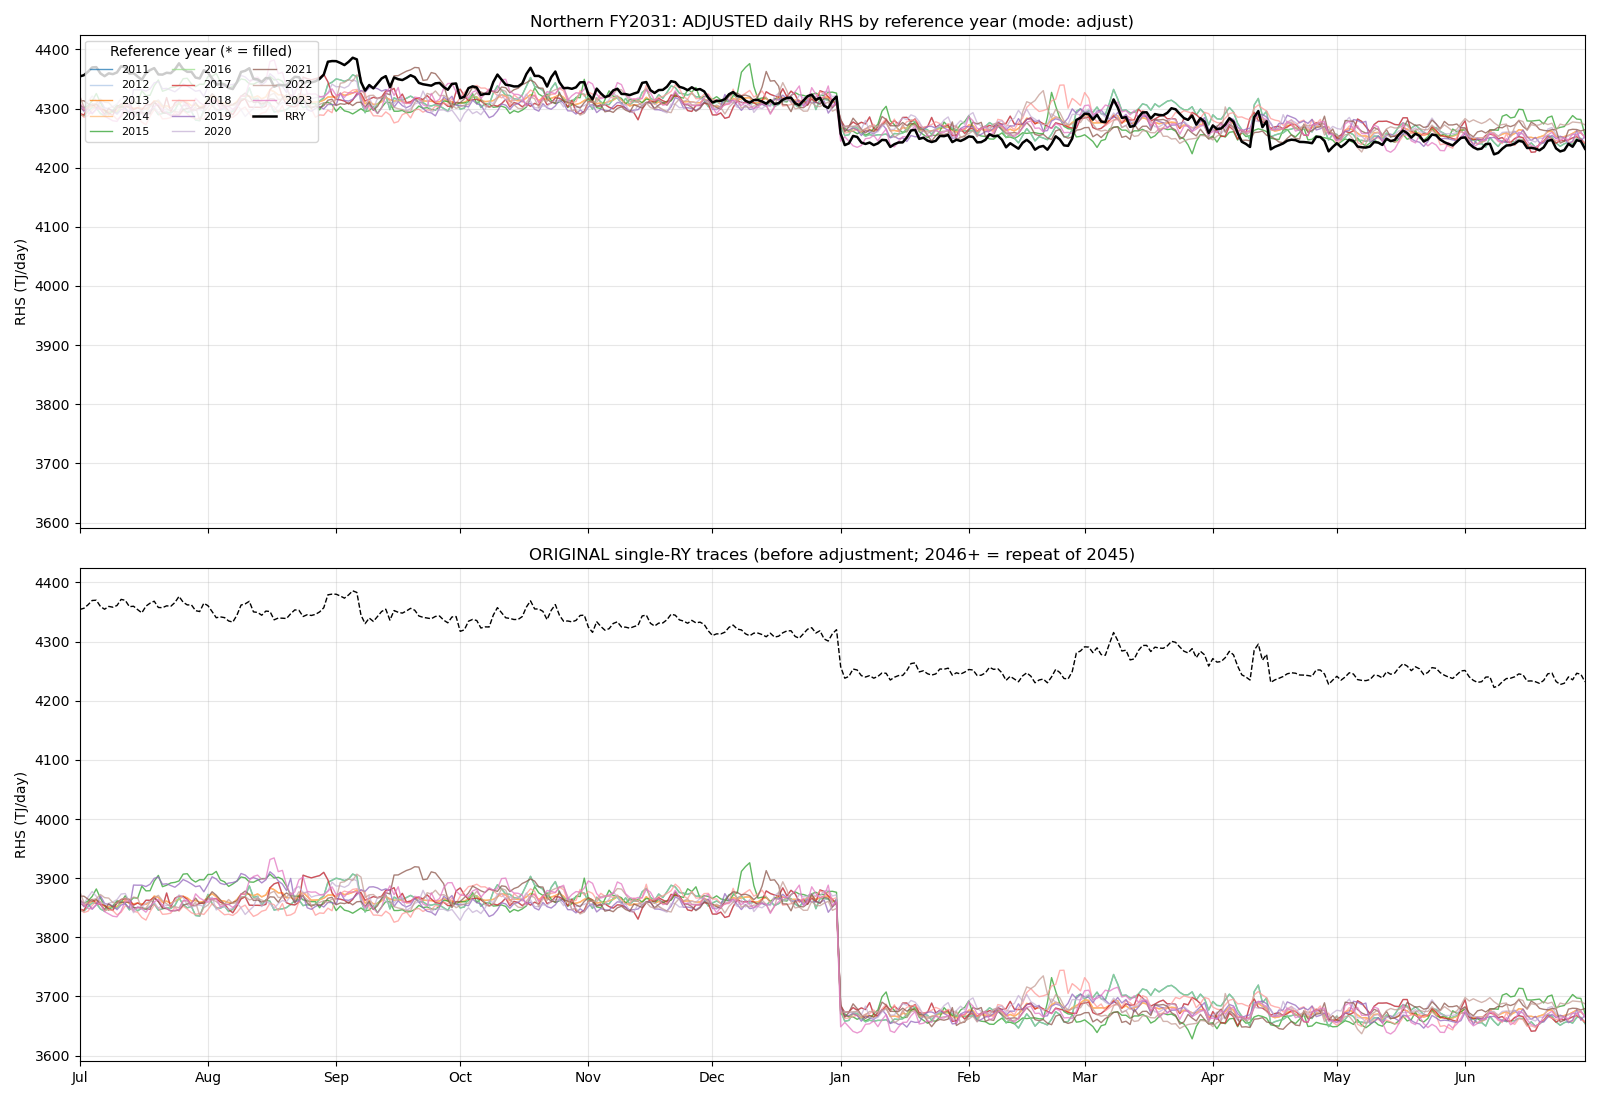 Northern FY2031: ADJUSTED daily RHS by reference year (mode: adjust)
4400
4300
4200
4100
4000
3900
3800
3700
3600
RHS (TJ/day)
Reference year (* = filled)
2011 2016 2021
2012 2017 2022
2013 2018 2023
2014 2019 RRY
2015 2020
ORIGINAL single-RY traces (before adjustment; 2046+ = repeat of 2045)
4400
4300
4200
4100
4000
3900
3800
3700
3600
RHS (TJ/day)
Jul Aug Sep Oct Nov Dec Jan Feb Mar Apr May Jun